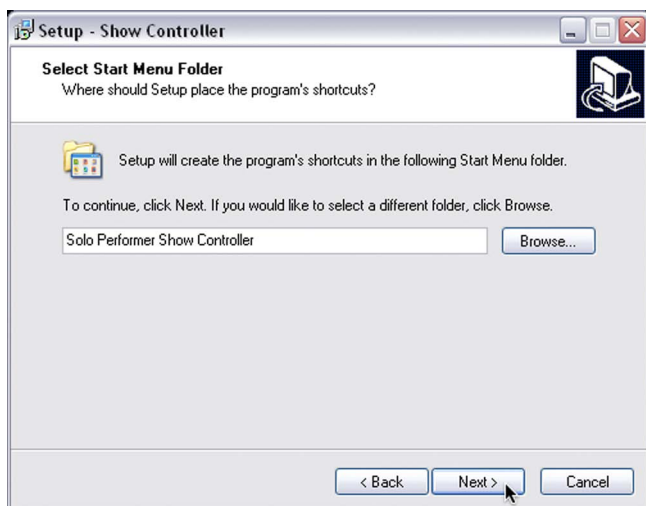 Setup - Show Controller
Select Start Menu Folder
Where should Setup place the program's shortcuts?
Setup will create the program's shortcuts in the following Start Menu folder.
To continue, click Next. If you would like to select a different folder, click Browse.
Solo Performer Show Controller
Browse...
< Back
Next >
Cancel